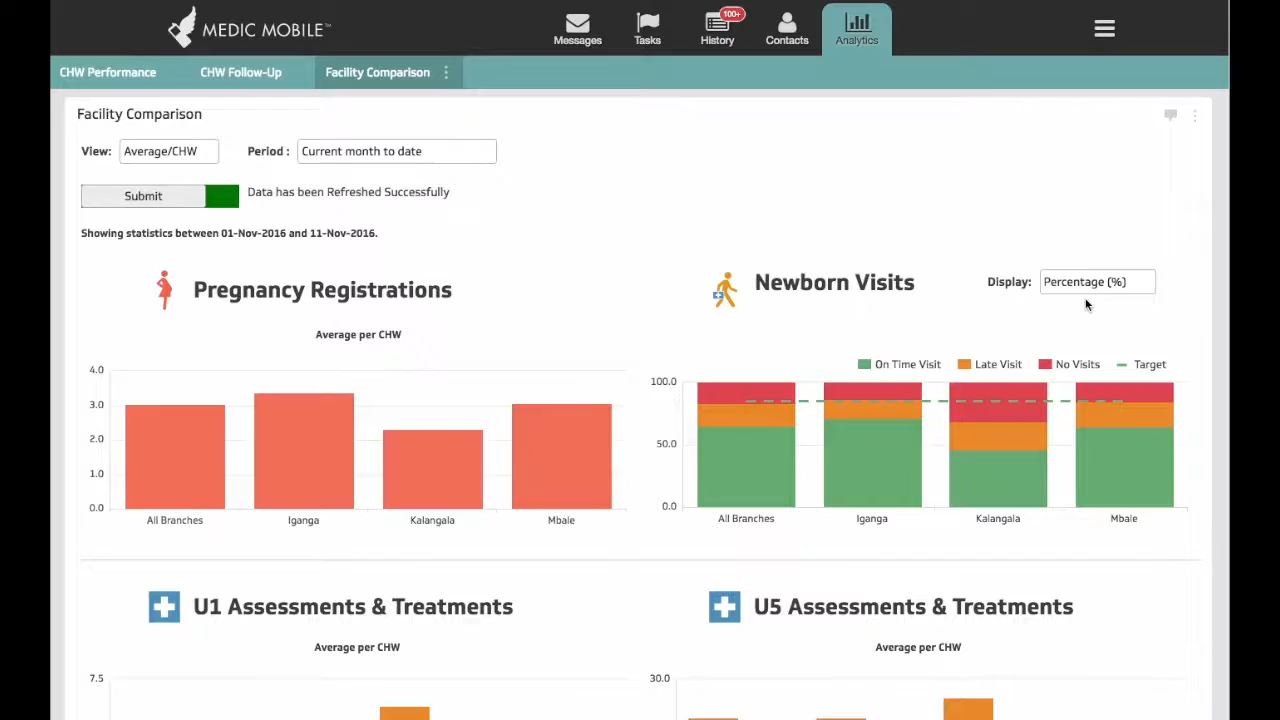 MEDIC MOBILE™
Messages
Tasks
100+
History
Contacts
Analytics
CHW Performance
CHW Follow-Up
Facility Comparison
Facility Comparison
View: Average/CHW Period : Current month to date
Submit Data has been Refreshed Successfully
Showing statistics between 01-Nov-2016 and 11-Nov-2016.
Pregnancy Registrations
Average per CHW
4.0
3.0
2.0
1.0
0.0
All Branches Iganga Kalangala Mbale
Newborn Visits
Display: Percentage (%)
On Time Visit Late Visit No Visits Target
100.0
50.0
0.0
All Branches Iganga Kalangala Mbale
U1 Assessments & Treatments
Average per CHW
7.5
U5 Assessments & Treatments
Average per CHW
30.0